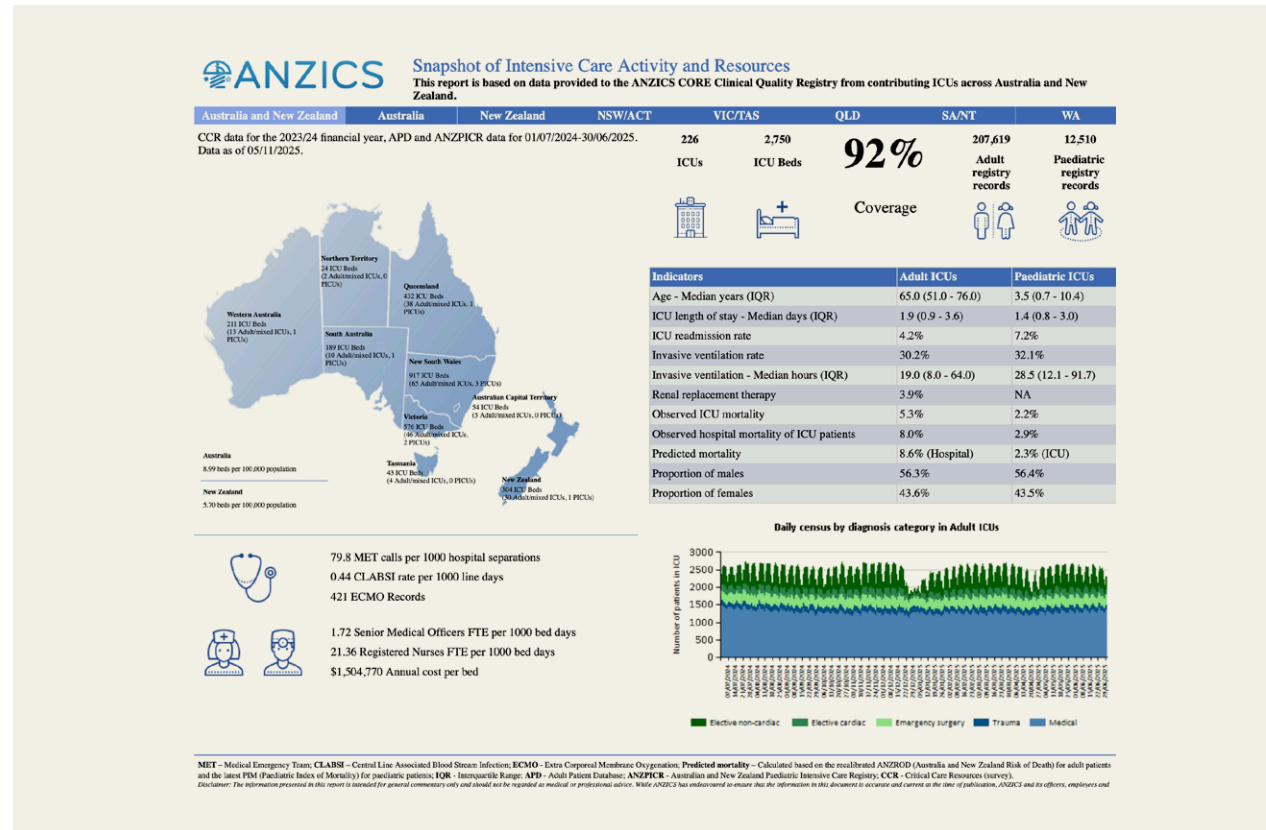 ANZICS
Snapshot of Intensive Care Activity and Resources
This report is based on data provided to the ANZICS CORE Clinical Quality Registry from contributing ICUs across Australia and New
Zealand.
Australia and New Zealand Australia New Zealand NSW/ACT VIC/TAS QLD SA/NT WA
CCR data for the 2023/24 financial year, APD and ANZPICR data for 01/07/2024-30/06/2025.
Data as of 05/11/2025.
226
ICUs
2,750
ICU Beds
92%
Coverage
207,619
Adult
registry
records
12,510
Paediatric
registry
records
Northern Territory
24 ICU Beds
(2 Adult/mixed ICUs, 0
PICUs)
Queensland
432 ICU Beds
(38 Adult/mixed ICUs, 1
PICUs)
Western Australia
211 ICU Beds
(13 Adult/mixed ICUs, 1
PICUs)
South Australia
189 ICU Beds
(10 Adult/mixed ICUs, 1
PICUs)
New South Wales
917 ICU Beds
(65 Adult/mixed ICUs, 3 PICUs)
Australian Capital Territory
54 ICU Beds
Adult/mixed ICUs, 0 PICUs)
Victoria
576 ICU Beds
(46 Adult/mixed ICUs,
2 PICUs)
Tasmania
43 ICU Beds
(4 Adult/mixed ICUs, 0 PICUs)
New Zealand
304 ICU Beds
(30 Adult/mixed ICUs, 1 PICUs)
Australia
8.99 beds per 100,000 population
New Zealand
5.70 beds per 100,000 population
Indicators Adult ICUs Paediatric ICUs
Age - Median years (IQR) 65.0 (51.0 - 76.0) 3.5 (0.7 - 10.4)
ICU length of stay - Median days (IQR) 1.9 (0.9 - 3.6) 1.4 (0.8 - 3.0)
ICU readmission rate 4.2% 7.2%
Invasive ventilation rate 30.2% 32.1%
Invasive ventilation - Median hours (IQR) 19.0 (8.0 - 64.0) 28.5 (12.1 - 91.7)
Renal replacement therapy 3.9% NA
Observed ICU mortality 5.3% 2.2%
Observed hospital mortality of ICU patients 8.0% 2.9%
Predicted mortality 8.6% (Hospital) 2.3% (ICU)
Proportion of males 56.3% 56.4%
Proportion of females 43.6% 43.5%
79.8 MET calls per 1000 hospital separations
0.44 CLABSI rate per 1000 line days
421 ECMO Records
1.72 Senior Medical Officers FTE per 1000 bed days
21.36 Registered Nurses FTE per 1000 bed days
$1,504,770 Annual cost per bed
Daily census by diagnosis category in Adult ICUs
Number of patients in ICU
3000
2500
2000
1500
1000
500
0
Elective non-cardiac Elective cardiac Emergency surgery Trauma Medical
MET – Medical Emergency Team; CLABSI – Central Line Associated Blood Stream Infection; ECMO - Extra Corporeal Membrane Oxygenation; Predicted mortality – Calculated based on the recalibrated ANZROD (Australia and New Zealand Risk of Death) for adult patients
and the latest PIM (Paediatric Index of Mortality) for paediatric patients; IQR - Interquartile Range; APD - Adult Patient Database; ANZPICR - Australian and New Zealand Paediatric Intensive Care Registry; CCR - Critical Care Resources (survey).
Disclaimer: The information presented in this report is intended for general commentary only and should not be regarded as medical or professional advice. While ANZICS has endeavoured to ensure that the information in this document is accurate and current at the time of publication, ANZICS and its officers, employees and